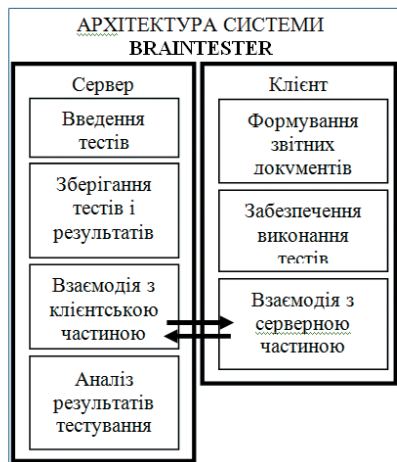 АРХІТЕКТУРА СИСТЕМИ
BRAINTESTER
Сервер
Введення
тестів
Зберігання
тестів і
результатів
Взаємодія з
клієнтською
частиною
Аналіз
результатів
тестування
Клієнт
Формування
звітних
документів
Забезпечення
виконання
тестів
Взаємодія з
серверною
частиною